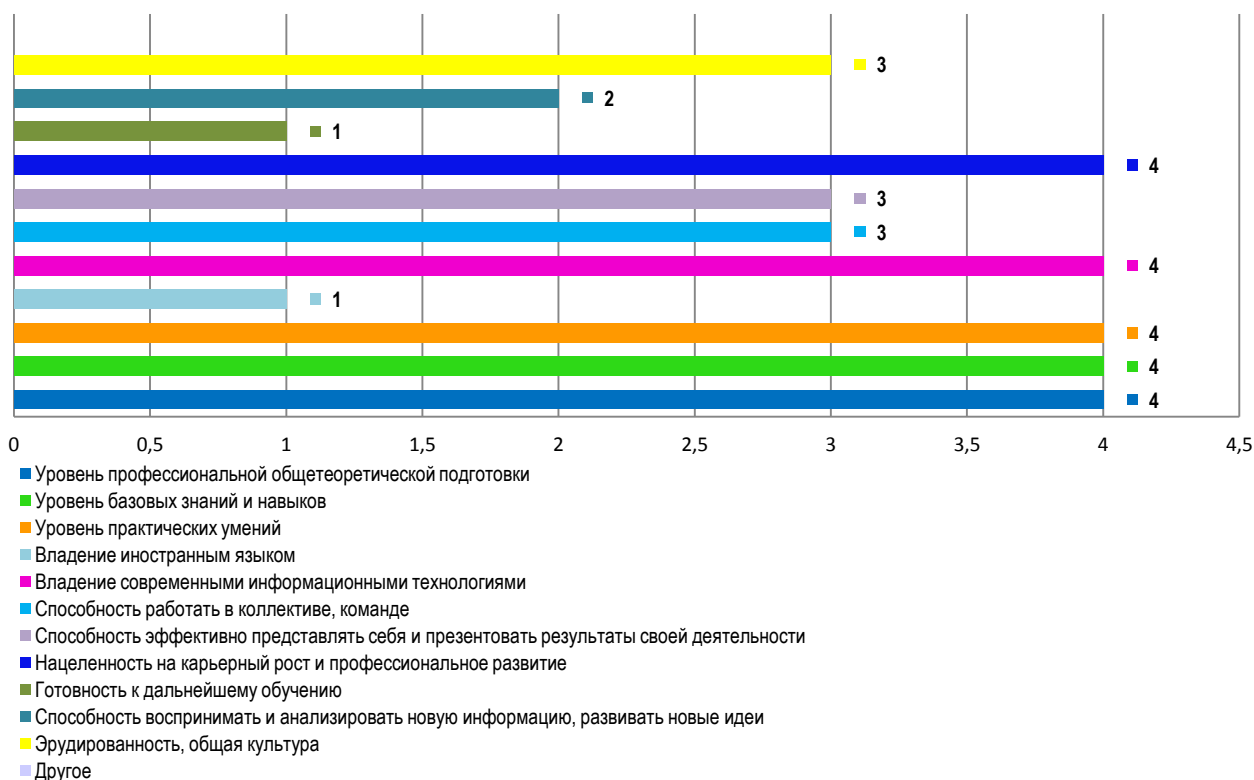 3
2
1
4
3
3
4
1
4
4
4
0 0,5 1 1,5 2 2,5 3 3,5 4 4,5
Уровень профессиональной общетеоретической подготовки
Уровень базовых знаний и навыков
Уровень практических умений
Владение иностранным языком
Владение современными информационными технологиями
Способность работать в коллективе, команде
Способность эффективно представлять себя и презентовать результаты своей деятельности
Нацеленность на карьерный рост и профессиональное развитие
Готовность к дальнейшему обучению
Способность воспринимать и анализировать новую информацию, развивать новые идеи
Эрудированность, общая культура
Другое